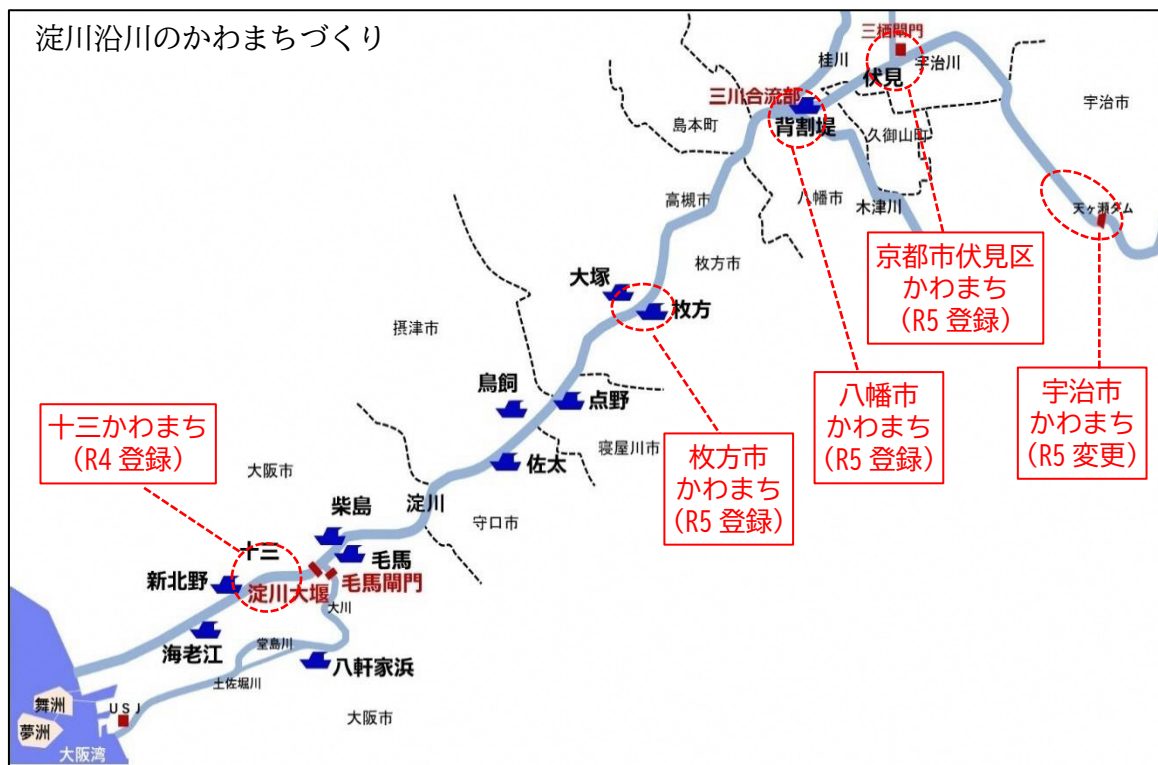 淀川沿川のかわまちづくり
三栖閘門
桂川
宇治川
伏見
三川合流部
背割堤
宇治市
島本町
久御山町
高槻市
八幡市
木津川
天ヶ瀬ダム
京都市伏見区
かわまち
（R5 登録）
枚方市
大塚
枚方
摂津市
鳥飼
点野
八幡市
かわまち
（R5 登録）
宇治市
かわまち
（R5 変更）
十三かわまち
（R4 登録）
寝屋川市
枚方市
かわまち
（R5 登録）
佐太
大阪市
淀川
守口市
柴島
十三
毛馬
新北野
淀川大堰
毛馬閘門
大川
海老江
堂島川
八軒家浜
土佐堀川
舞洲
USJ
夢洲
大阪市
大阪湾